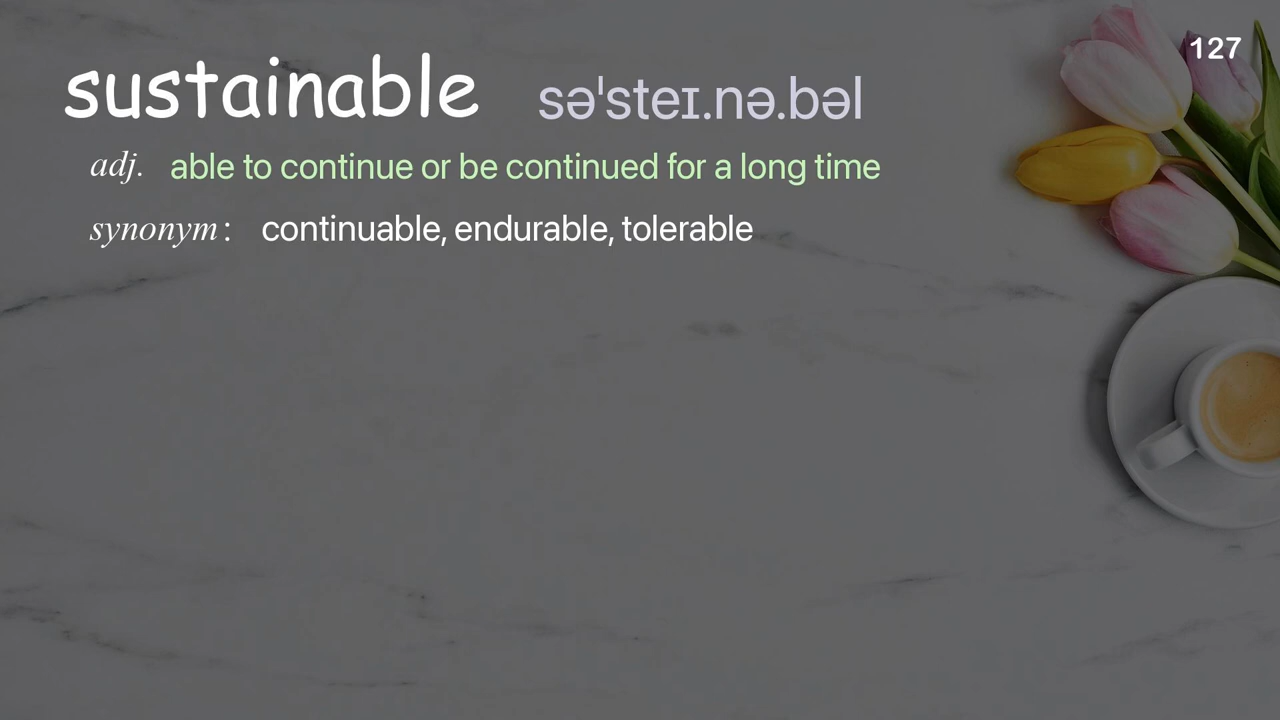 127
sustainable səˈsteɪ.nə.bəl
adj. able to continue or be continued for a long time
synonym: continuable, endurable, tolerable